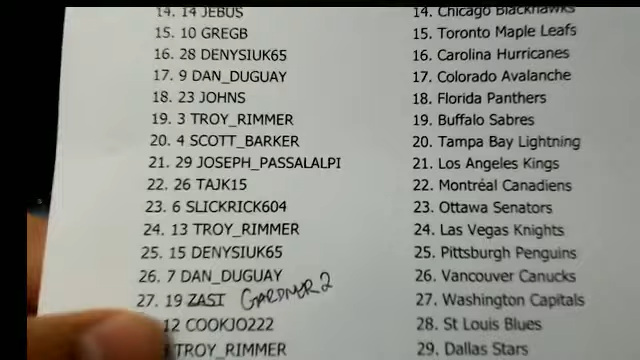 14. 14 JEBUS
15. 10 GREGB
16. 28 DENYSIUK65
17. 9 DAN_DUGUAY
18. 23 JOHNS
19. 3 TROY_RIMMER
20. 4 SCOTT_BARKER
21. 29 JOSEPH_PASSALALPI
22. 26 TAJK15
23. 6 SLICKRICK604
24. 13 TROY_RIMMER
25. 15 DENYSIUK65
26. 7 DAN_DUGUAY
27. 19 ZASI GARDNER2
12 COOKJO222
TROY_RIMMER
14. Chicago Blackhawks
15. Toronto Maple Leafs
16. Carolina Hurricanes
17. Colorado Avalanche
18. Florida Panthers
19. Buffalo Sabres
20. Tampa Bay Lightning
21. Los Angeles Kings
22. Montréal Canadiens
23. Ottawa Senators
24. Las Vegas Knights
25. Pittsburgh Penguins
26. Vancouver Canucks
27. Washington Capitals
28. St Louis Blues
29. Dallas Stars